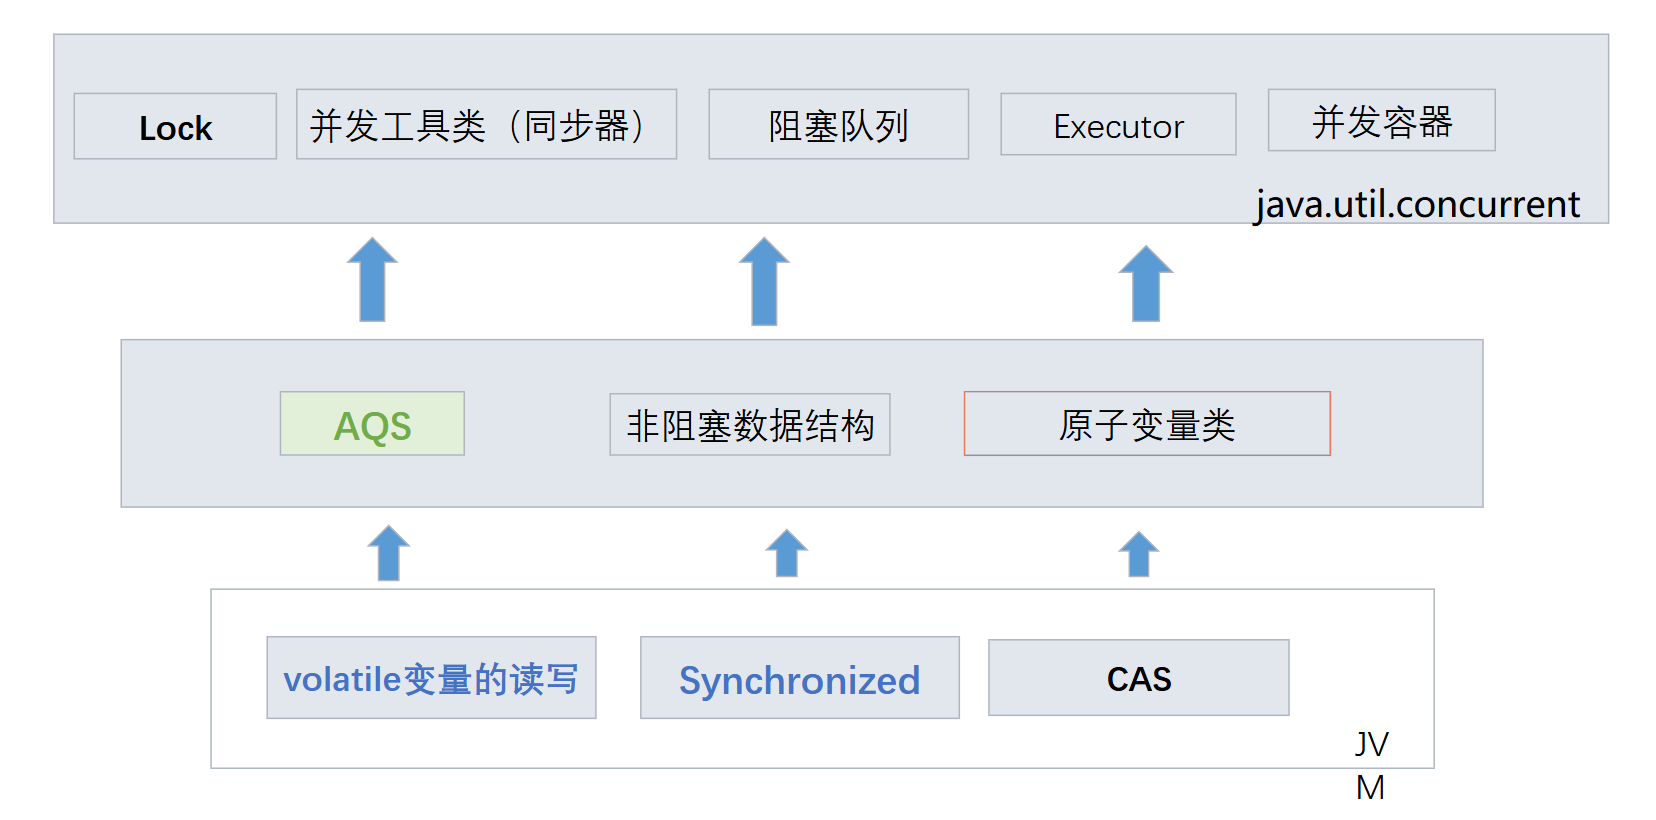 Lock
并发工具类（同步器）
阻塞队列
Executor
并发容器
java.util.concurrent
AQS
非阻塞数据结构
原子变量类
volatile变量的读写
Synchronized
CAS
JV
M